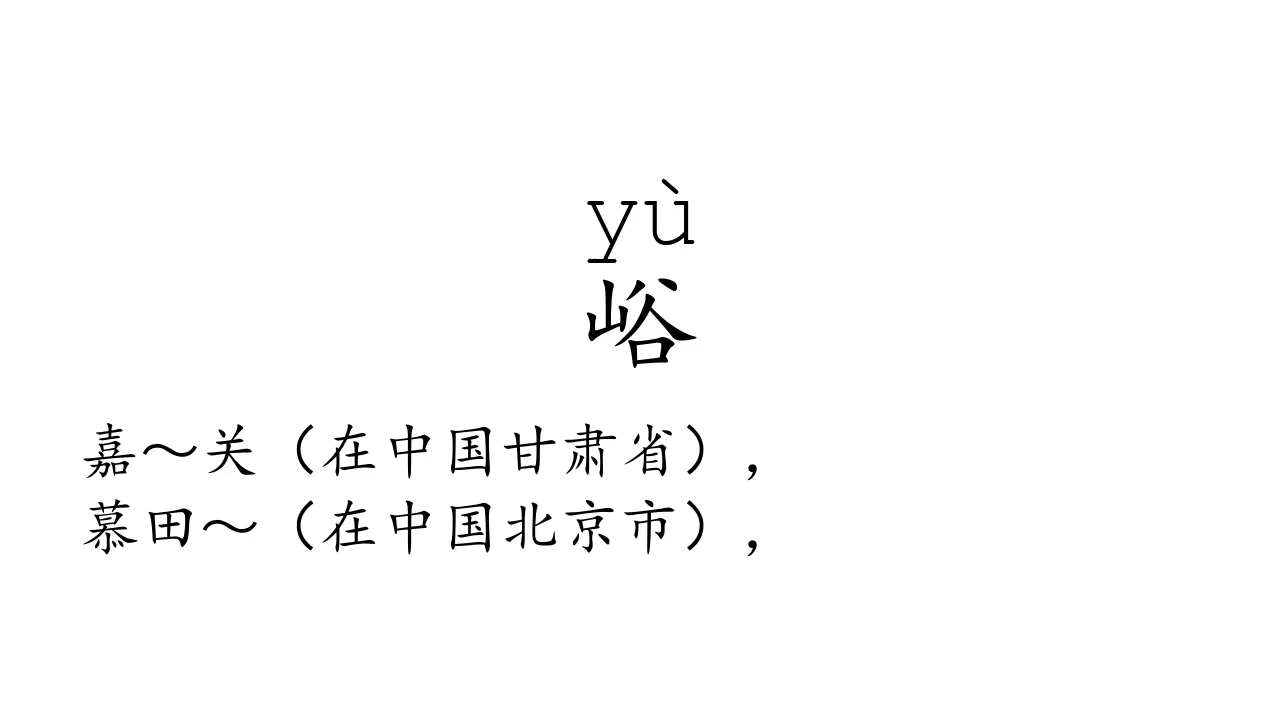 yù
峪
嘉～关（在中国甘肃省），
慕田～（在中国北京市），